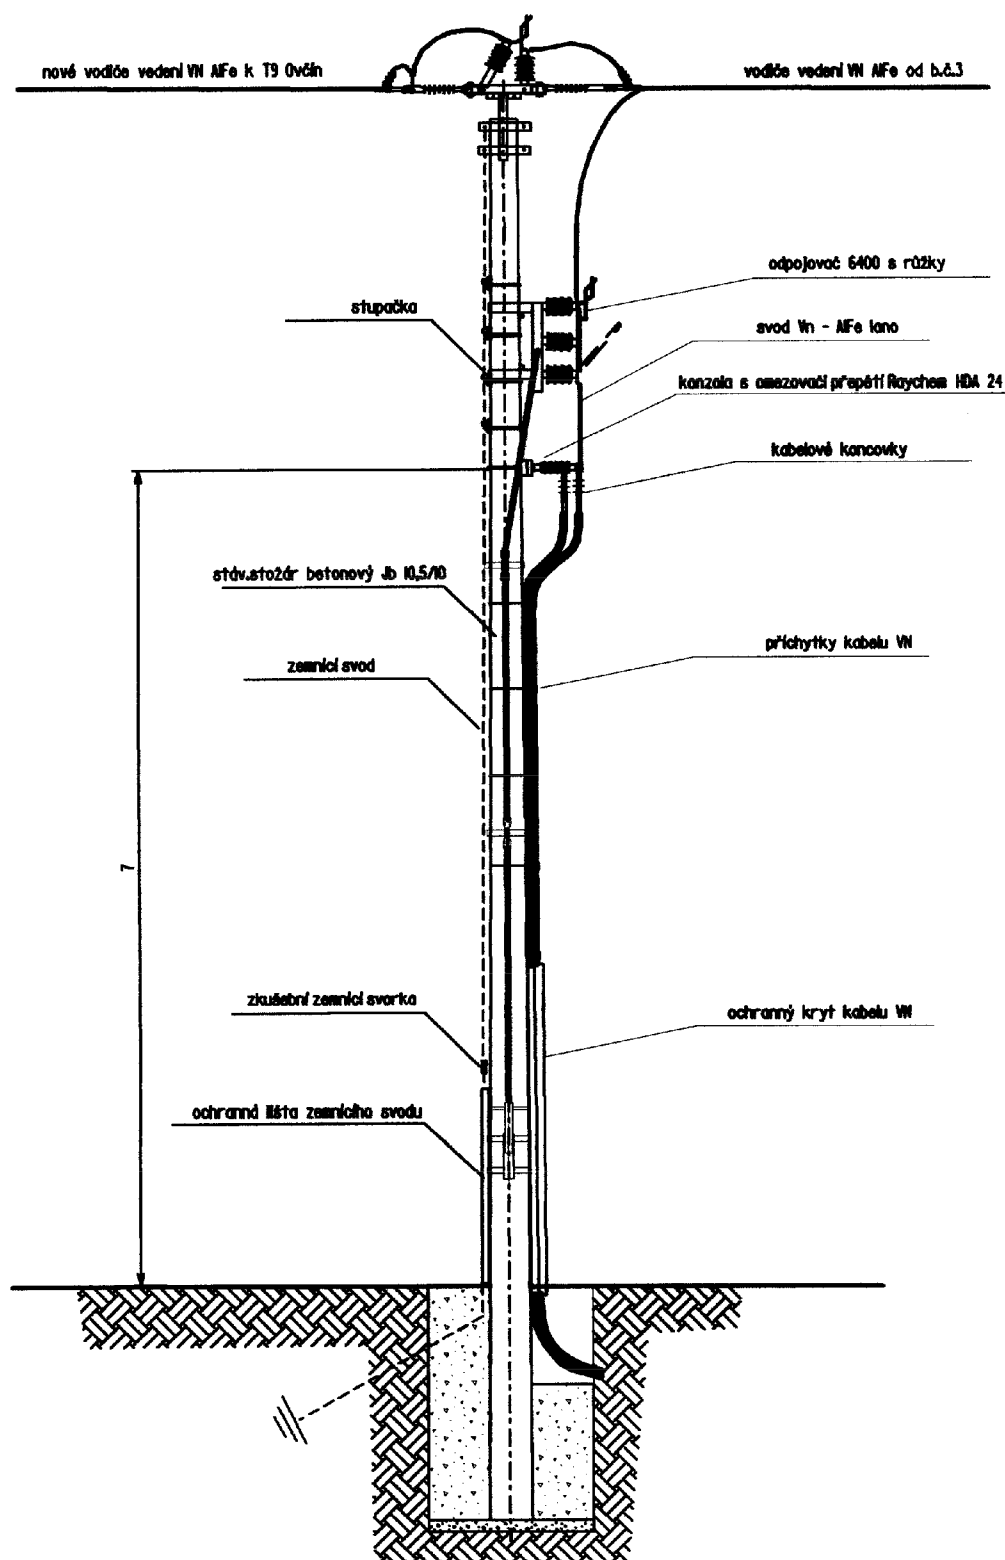 nové vodiče vedení VN AlFe k T9 Ovčín
vodiče vedení VN AlFe od b.č.3
odpojovač 6400 s růžky
stupačka
svod Vn - AlFe lano
konzola s omezovači přepětí Raychem HDA 24
kabelové koncovky
stáv.stožár betonový Jb 10,5/10
příchytky kabelu VN
zemnící svod
7
zkušební zemnící svorka
ochranný kryt kabelu VN
ochranná lišta zemnícího svodu